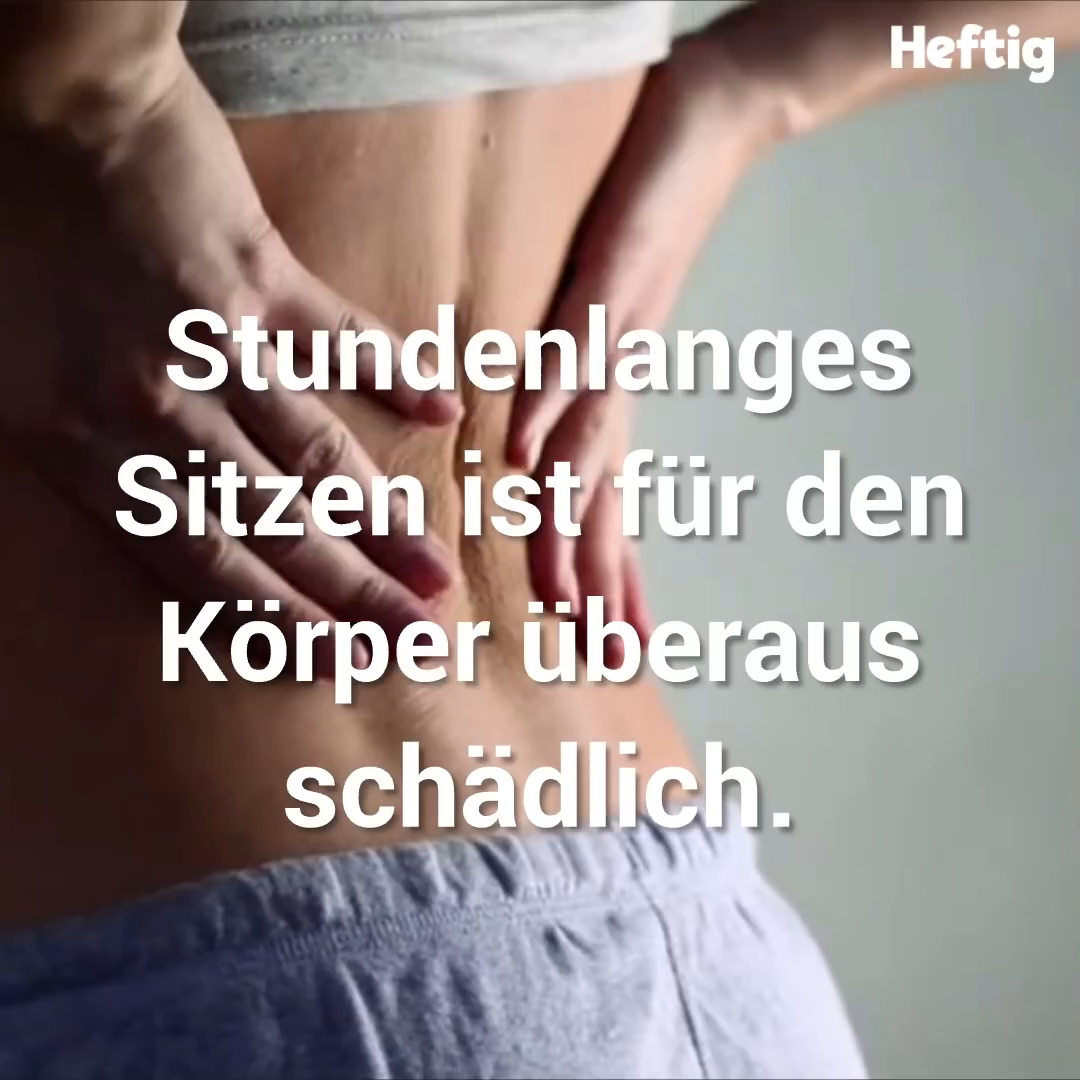 Heftig
Stundenlanges
Sitzen ist für den
Körper überaus
schädlich.